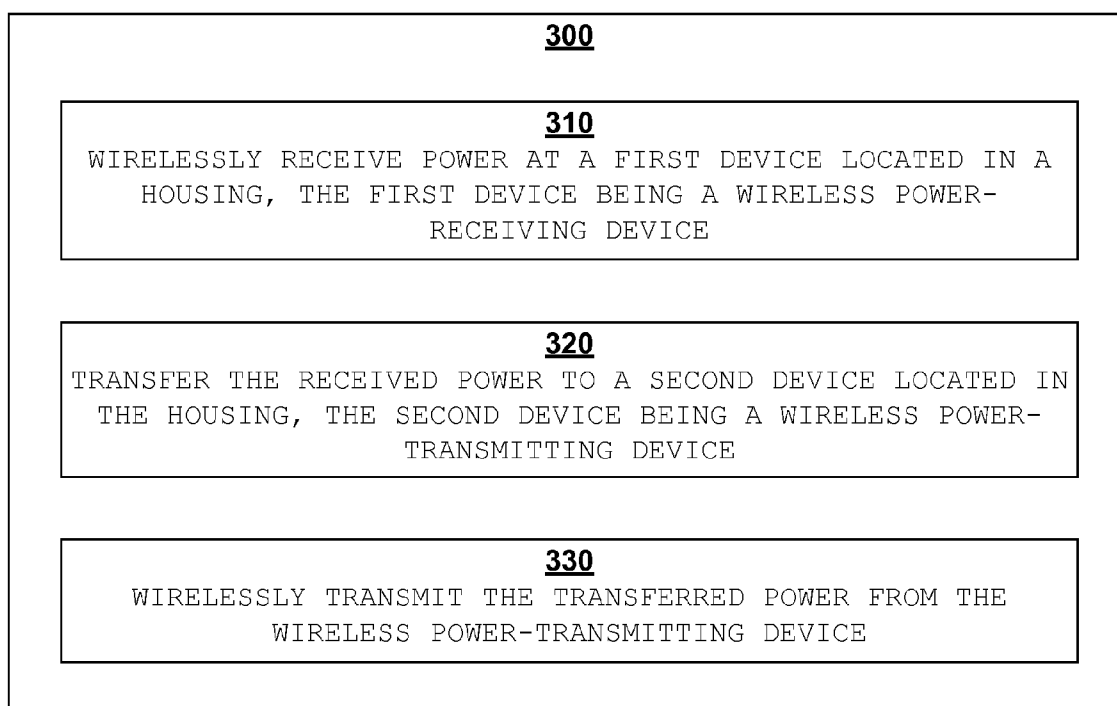 300
310
WIRELESSLY RECEIVE POWER AT A FIRST DEVICE LOCATED IN A
HOUSING, THE FIRST DEVICE BEING A WIRELESS POWER-
RECEIVING DEVICE
320
TRANSFER THE RECEIVED POWER TO A SECOND DEVICE LOCATED IN
THE HOUSING, THE SECOND DEVICE BEING A WIRELESS POWER-
TRANSMITTING DEVICE
330
WIRELESSLY TRANSMIT THE TRANSFERRED POWER FROM THE
WIRELESS POWER-TRANSMITTING DEVICE